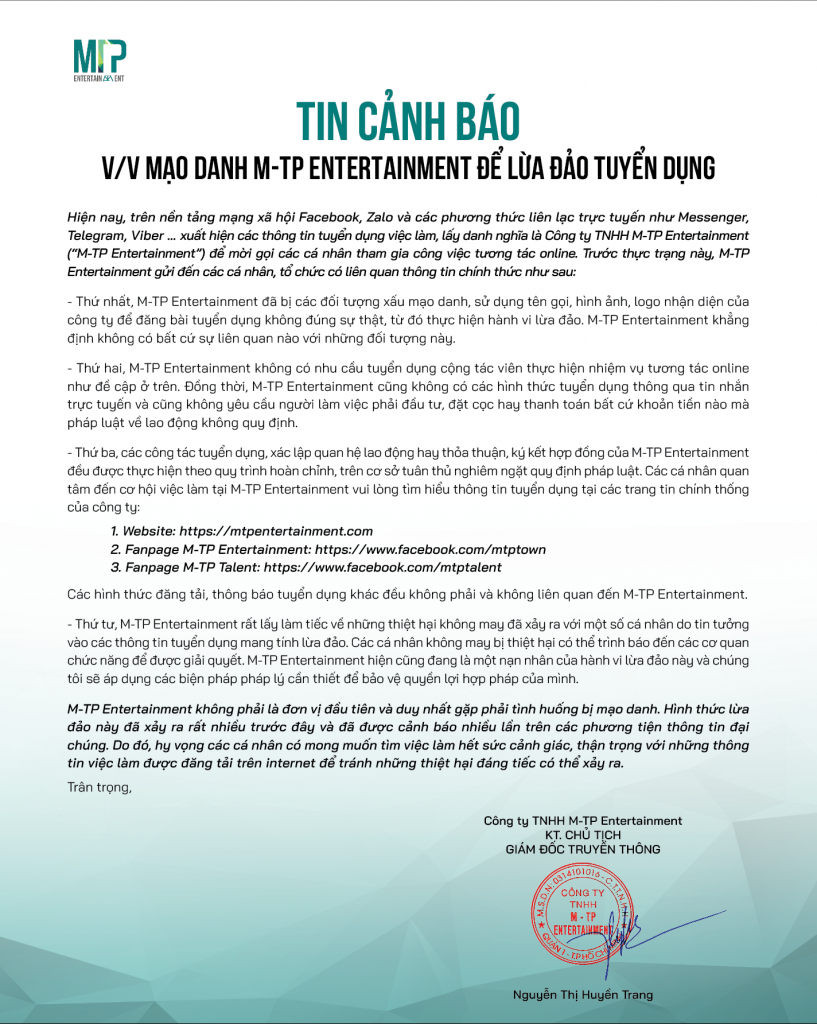 MTP
ENTERTAINMENT
TIN CẢNH BÁO
V/V MẠO DANH M-TP ENTERTAINMENT ĐỂ LỪA ĐẢO TUYỂN DỤNG
Hiện nay, trên nền tảng mạng xã hội Facebook, Zalo và các phương thức liên lạc trực tuyến như Messenger,
Telegram, Viber ... xuất hiện các thông tin tuyển dụng việc làm, lấy danh nghĩa là Công ty TNHH M-TP Entertainment
("M-TP Entertainment") để mời gọi các cá nhân tham gia công việc tương tác online. Trước thực trạng này, M-TP
Entertainment gửi đến các cá nhân, tổ chức có liên quan thông tin chính thức như sau:
- Thứ nhất, M-TP Entertainment đã bị các đối tượng xấu mạo danh, sử dụng tên gọi, hình ảnh, logo nhận diện của
công ty để đăng bài tuyển dụng không đúng sự thật, từ đó thực hiện hành vi lừa đảo. M-TP Entertainment khẳng
định không có bất cứ sự liên quan nào với những đối tượng này.
- Thứ hai, M-TP Entertainment không có nhu cầu tuyển dụng cộng tác viên thực hiện nhiệm vụ tương tác online
như đề cập ở trên. Đồng thời, M-TP Entertainment cũng không có các hình thức tuyển dụng thông qua tin nhắn
trực tuyến và cũng không yêu cầu người làm việc phải đầu tư, đặt cọc hay thanh toán bất cứ khoản tiền nào mà
pháp luật về lao động không quy định.
- Thứ ba, các công tác tuyển dụng, xác lập quan hệ lao động hay thỏa thuận, ký kết hợp đồng của M-TP Entertainment
đều được thực hiện theo quy trình hoàn chỉnh, trên cơ sở tuân thủ nghiêm ngặt quy định pháp luật. Các cá nhân quan
tâm đến cơ hội việc làm tại M-TP Entertainment vui lòng tìm hiểu thông tin tuyển dụng tại các trang tin chính thống
của công ty:
1. Website: https://mtpentertainment.com
2. Fanpage M-TP Entertainment: https://www.facebook.com/mtptown
3. Fanpage M-TP Talent: https://www.facebook.com/mtptalent
Các hình thức đăng tải, thông báo tuyển dụng khác đều không phải và không liên quan đến M-TP Entertainment.
- Thứ tư, M-TP Entertainment rất lấy làm tiếc về những thiệt hại không may đã xảy ra với một số cá nhân do tin tưởng
vào các thông tin tuyển dụng mang tính lừa đảo. Các cá nhân không may bị thiệt hại có thể trình báo đến các cơ quan
chức năng để được giải quyết. M-TP Entertainment hiện cũng đang là một nạn nhân của hành vi lừa đảo này và chúng
tôi sẽ áp dụng các biện pháp pháp lý cần thiết để bảo vệ quyền lợi hợp pháp của mình.
M-TP Entertainment không phải là đơn vị đầu tiên và duy nhất gặp phải tình huống bị mạo danh. Hình thức lừa
đảo này đã xảy ra rất nhiều trước đây và đã được cảnh báo nhiều lần trên các phương tiện thông tin đại
chúng. Do đó, hy vọng các cá nhân có mong muốn tìm việc làm hết sức cảnh giác, thận trọng với những thông
tin việc làm được đăng tải trên internet để tránh những thiệt hại đáng tiếc có thể xảy ra.
Trân trọng,
Công ty TNHH M-TP Entertainment
KT. CHỦ TỊCH
GIÁM ĐỐC TRUYỀN THÔNG
M.S.D.N: 0314101016 - C.T.T.N.H.H
CÔNG TY
TNHH
M - TP
ENTERTAINMENT
QUẬN 1 - T.P HỒ CHÍ MINH
Nguyễn Thị Huyền Trang